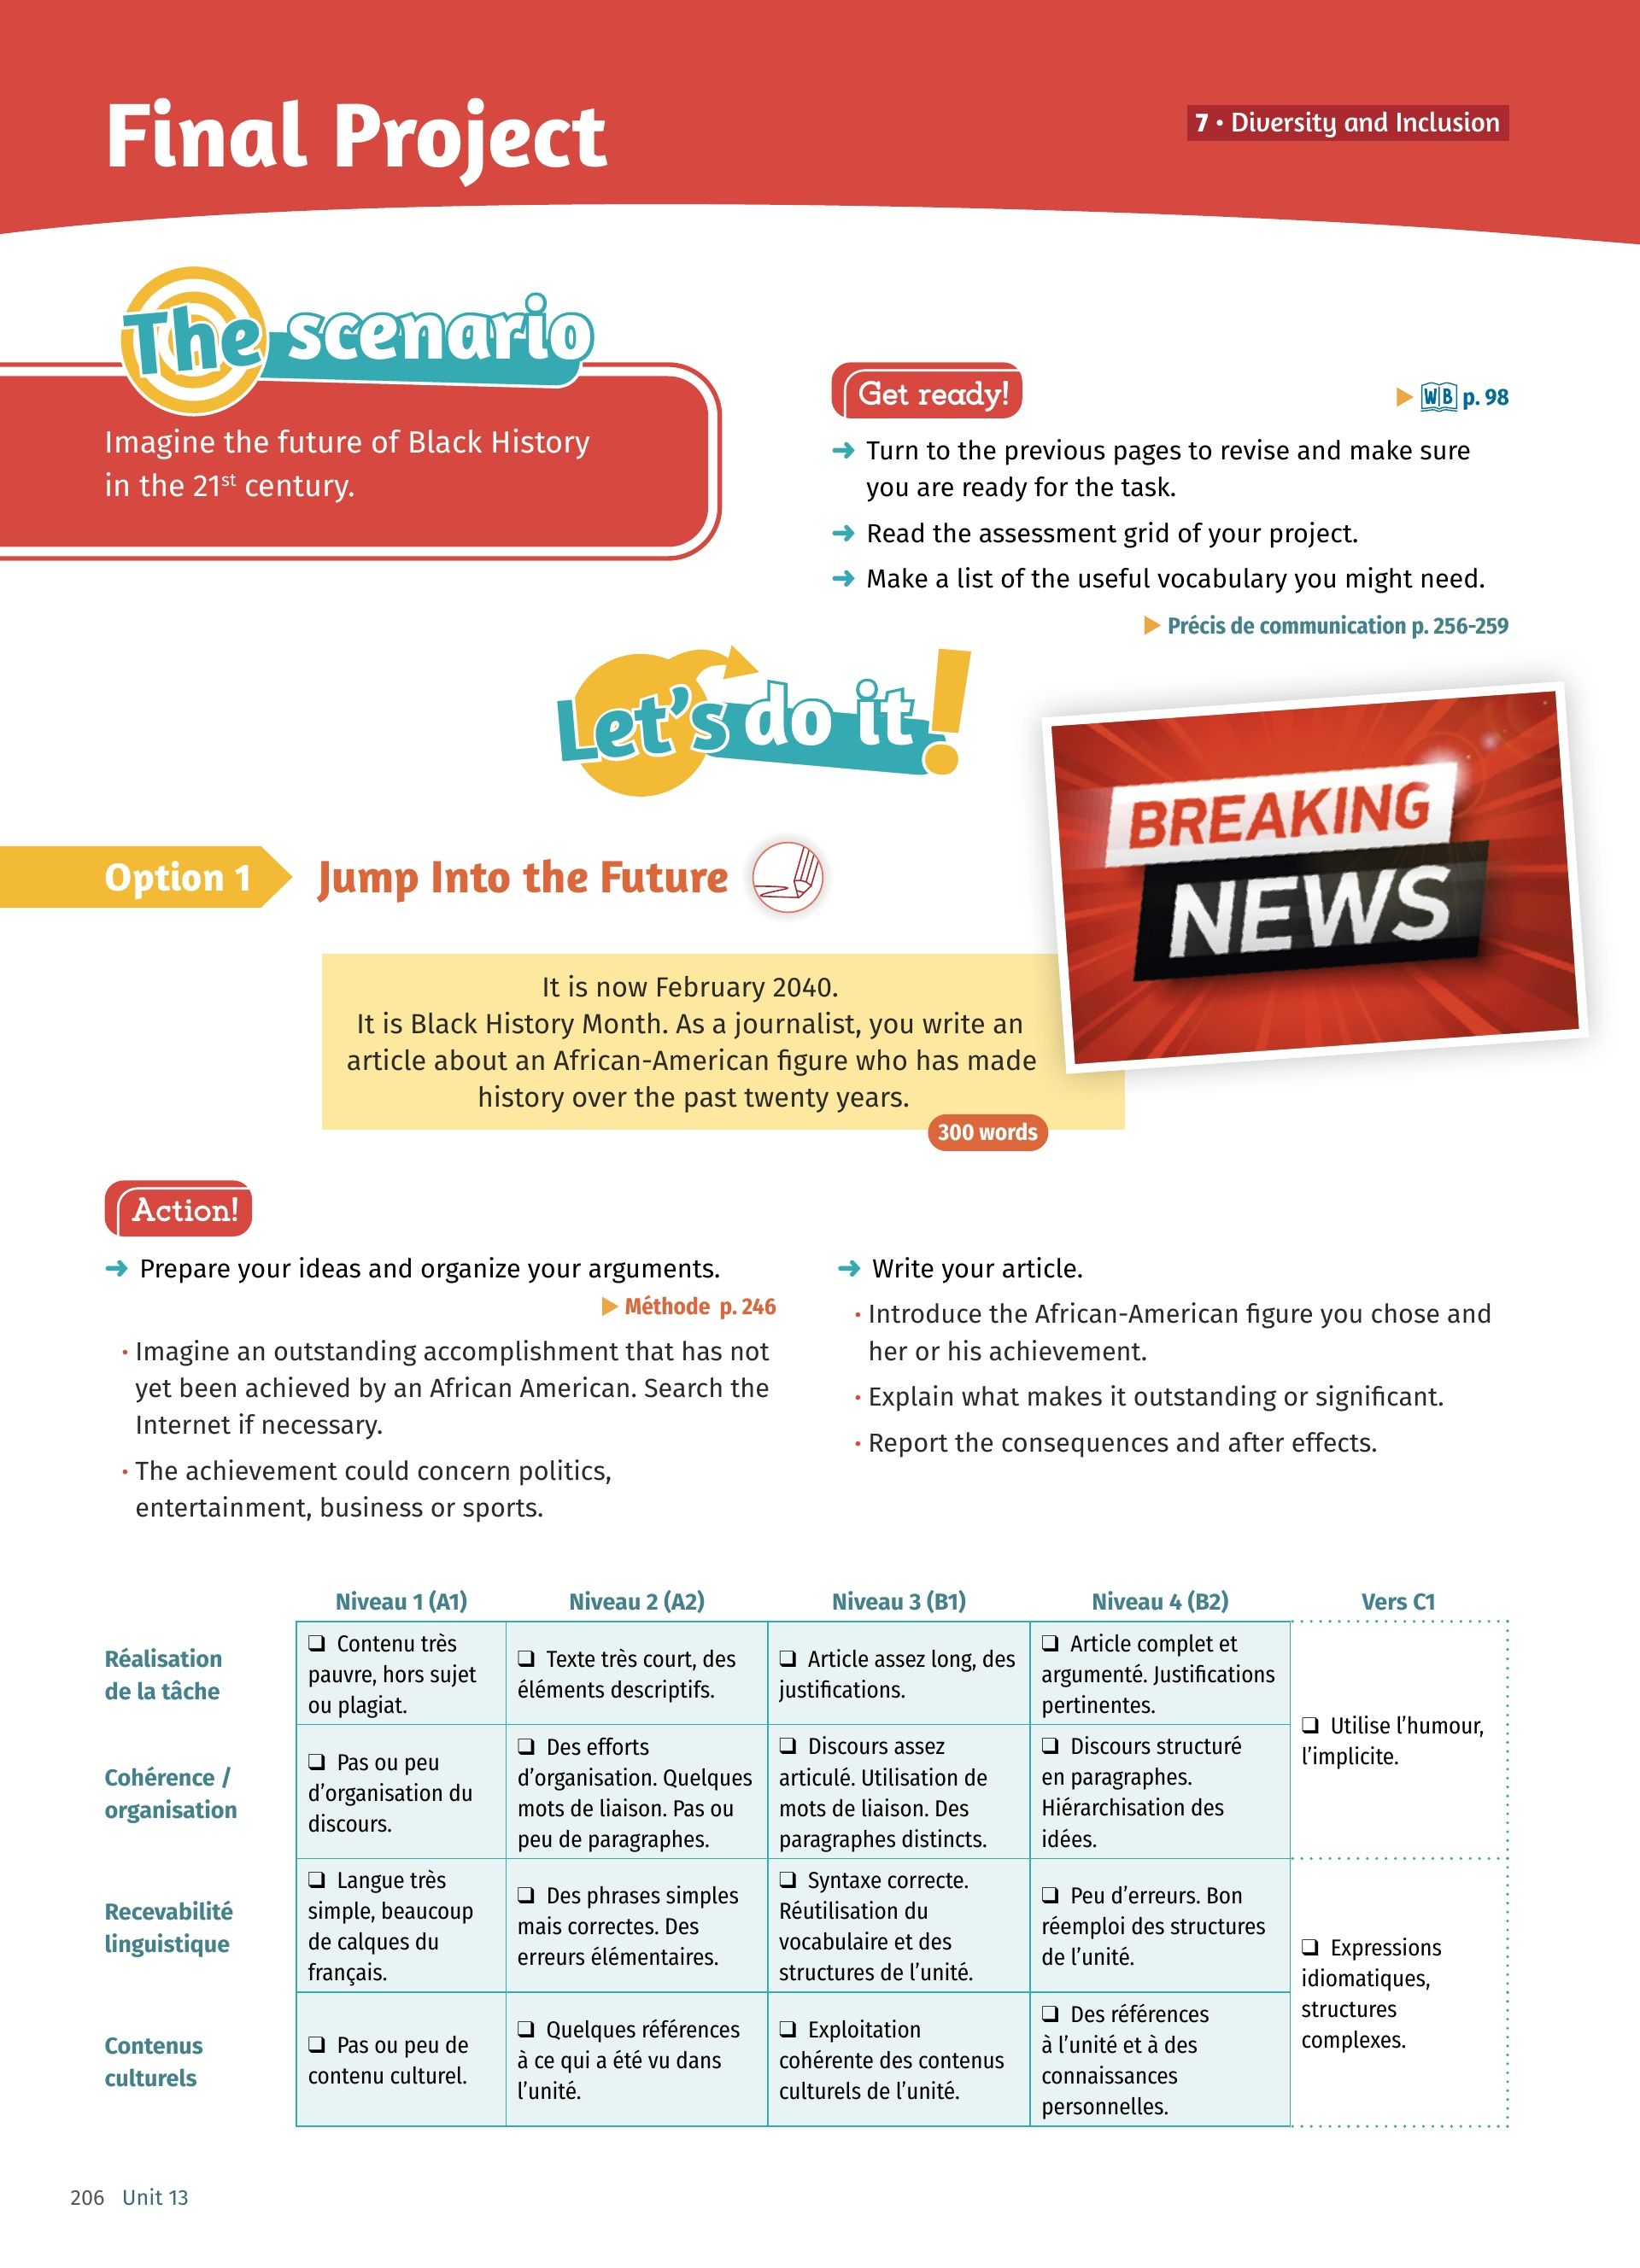 Final Project
7 • Diversity and Inclusion
The scenario
Imagine the future of Black History
in the 21st century.
Get ready!
▶ WB p. 98
➜ Turn to the previous pages to revise and make sure
you are ready for the task.
➜ Read the assessment grid of your project.
➜ Make a list of the useful vocabulary you might need.
▶ Précis de communication p. 256-259
Let's do it!
BREAKING
NEWS
Option 1
Jump Into the Future
It is now February 2040.
It is Black History Month. As a journalist, you write an
article about an African-American figure who has made
history over the past twenty years.
300 words
Action!
➜ Prepare your ideas and organize your arguments.
▶ Méthode p. 246
• Imagine an outstanding accomplishment that has not
yet been achieved by an African American. Search the
Internet if necessary.
• The achievement could concern politics,
entertainment, business or sports.
➜ Write your article.
• Introduce the African-American figure you chose and
her or his achievement.
• Explain what makes it outstanding or significant.
• Report the consequences and after effects.
Niveau 1 (A1)
Niveau 2 (A2)
Niveau 3 (B1)
Niveau 4 (B2)
Vers C1
Réalisation
de la tâche
❑ Contenu très
pauvre, hors sujet
ou plagiat.
❑ Texte très court, des
éléments descriptifs.
❑ Article assez long, des
justifications.
❑ Article complet et
argumenté. Justifications
pertinentes.
❑ Utilise l'humour,
l'implicite.
Cohérence /
organisation
❑ Pas ou peu
d'organisation du
discours.
❑ Des efforts
d'organisation. Quelques
mots de liaison. Pas ou
peu de paragraphes.
❑ Discours assez
articulé. Utilisation de
mots de liaison. Des
paragraphes distincts.
❑ Discours structuré
en paragraphes.
Hiérarchisation des
idées.
Recevabilité
linguistique
❑ Langue très
simple, beaucoup
de calques du
français.
❑ Des phrases simples
mais correctes. Des
erreurs élémentaires.
❑ Syntaxe correcte.
Réutilisation du
vocabulaire et des
structures de l'unité.
❑ Peu d'erreurs. Bon
réemploi des structures
de l'unité.
❑ Expressions
idiomatiques,
structures
complexes.
Contenus
culturels
❑ Pas ou peu de
contenu culturel.
❑ Quelques références
à ce qui a été vu dans
l'unité.
❑ Exploitation
cohérente des contenus
culturels de l'unité.
❑ Des références
à l'unité et à des
connaissances
personnelles.
206 Unit 13